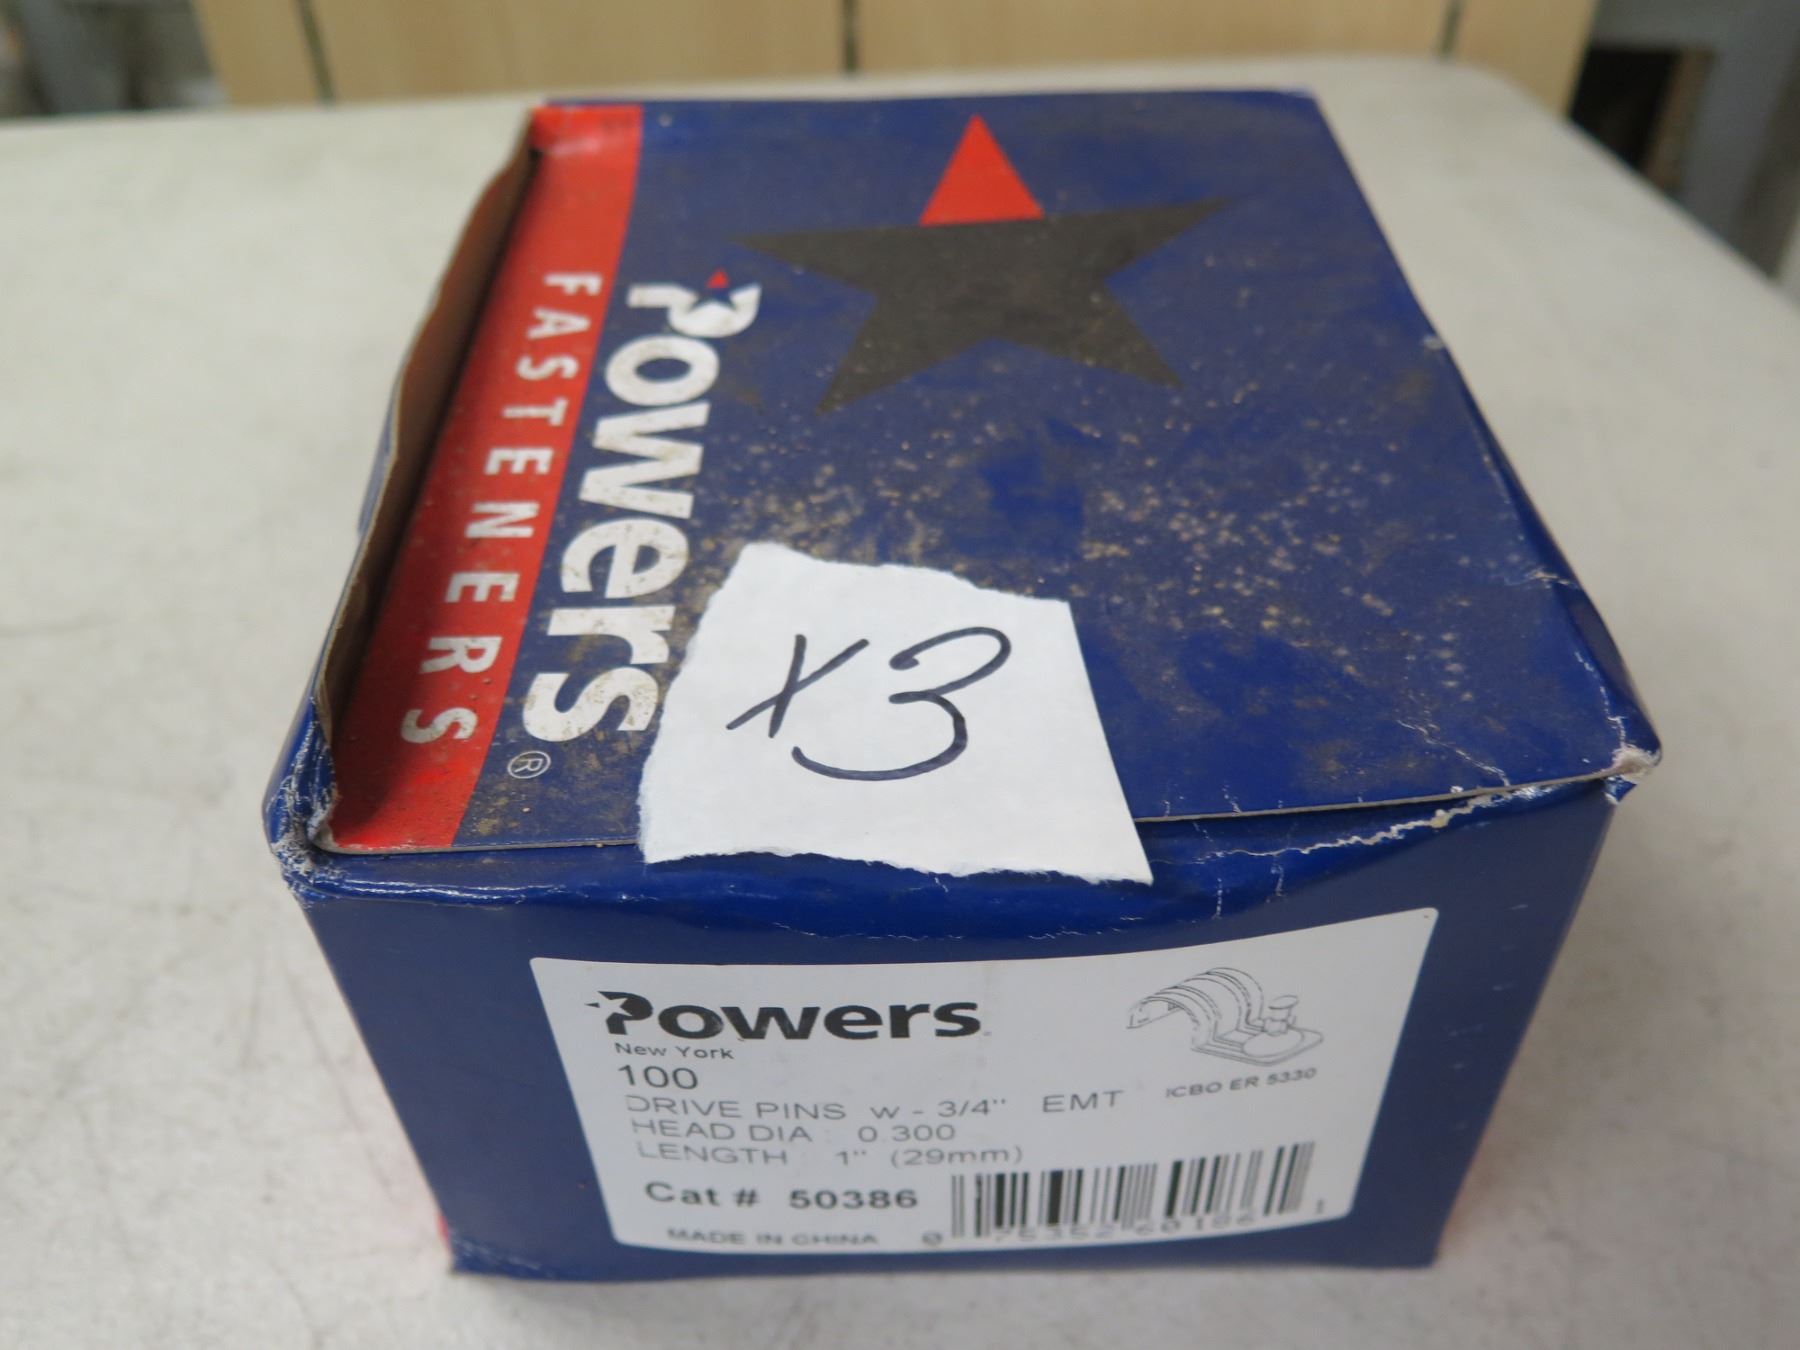 Powers®
FASTENERS
x3
Powers
New York
100
DRIVE PINS w - 3/4" EMT ICBO ER 5330
HEAD DIA: 0.300
LENGTH: 1" (29mm)
Cat # 50386
MADE IN CHINA